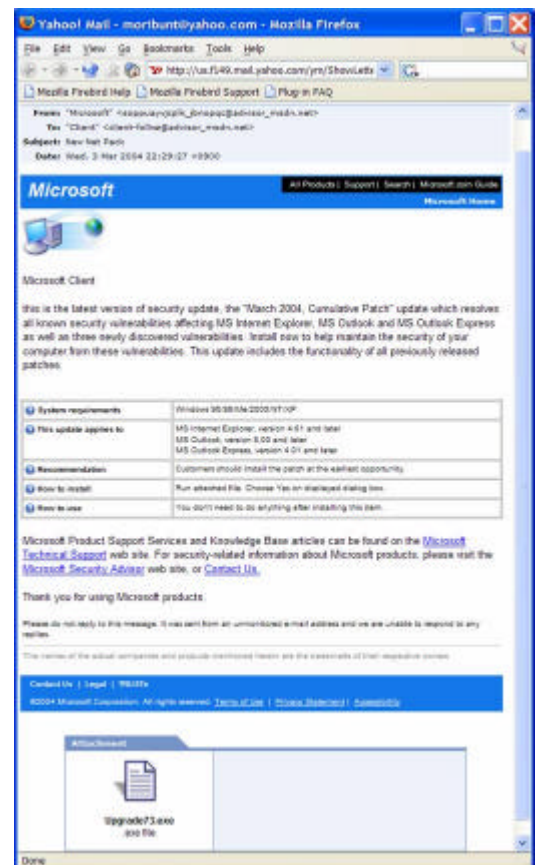 Yahoo! Mail - moribunt@yahoo.com - Mozilla Firefox
File Edit View Go Bookmarks Tools Help
http://us.f149.mail.yahoo.com/ym/ShowLette
Mozilla Firebird Help Mozilla Firebird Support Plug-in FAQ
From: "Microsoft"
To: "Client"
Subject: New Net Pack
Date: Wed, 3 Mar 2004 22:29:27 +0900
Microsoft
All Products | Support | Search | Microsoft.com Guide
Microsoft Home
Microsoft Client
this is the latest version of security update, the "March 2004, Cumulative Patch" update which resolves
all known security vulnerabilities affecting MS Internet Explorer, MS Outlook and MS Outlook Express
as well as three newly discovered vulnerabilities. Install now to help maintain the security of your
computer from these vulnerabilities. This update includes the functionality of all previously released
patches.
System requirements Windows 95/98/Me/2000/NT/XP
This update applies to MS Internet Explorer, version 4.01 and later
MS Outlook, version 8.00 and later
MS Outlook Express, version 4.01 and later
Recommendation Customers should install the patch at the earliest opportunity.
How to install Run attached file. Choose Yes on displayed dialog box.
How to use You don't need to do anything after installing this item.
Microsoft Product Support Services and Knowledge Base articles can be found on the Microsoft
Technical Support web site. For security-related information about Microsoft products, please visit the
Microsoft Security Advisor web site, or Contact Us.
Thank you for using Microsoft products.
Please do not reply to this message. It was sent from an unmonitored e-mail address and we are unable to respond to any
replies.
The names of the actual companies and products mentioned herein are the trademarks of their respective owners.
Contact Us | Legal | TRUSTe
©2004 Microsoft Corporation. All rights reserved. Terms of Use | Privacy Statement | Accessibility
Attachment
Upgrade73.exe
.exe file
Done